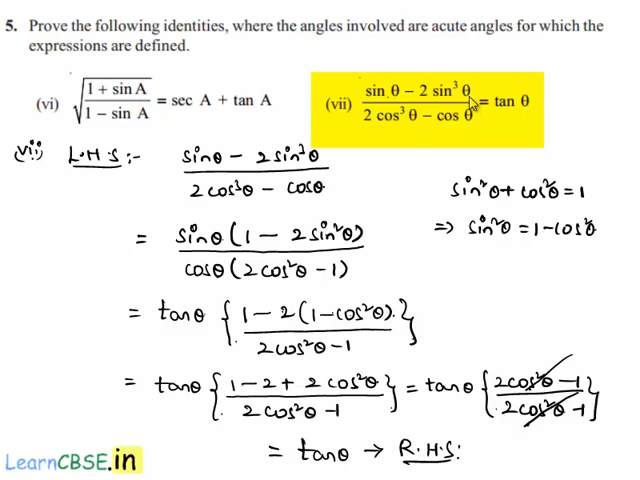 5. Prove the following identities, where the angles involved are acute angles for which the
expressions are defined.
(vi) √((1 + sin A)/(1 − sin A)) = sec A + tan A
(vii) (sin θ − 2 sin³ θ)/(2 cos³ θ − cos θ) = tan θ
(vii) L.H.S:- (sinθ − 2sin³θ)/(2cos³θ − cosθ)
sin²θ + cos²θ = 1
= sinθ(1 − 2sin²θ)/cosθ(2cos²θ − 1)
⇒ sin²θ = 1 − cos²θ
= tanθ {(1 − 2(1 − cos²θ))/(2cos²θ − 1)}
= tanθ {(1 − 2 + 2cos²θ)/(2cos²θ − 1)} = tanθ {(2cos²θ − 1)/(2cos²θ − 1)}
= tanθ → R.H.S:
LearnCBSE.in